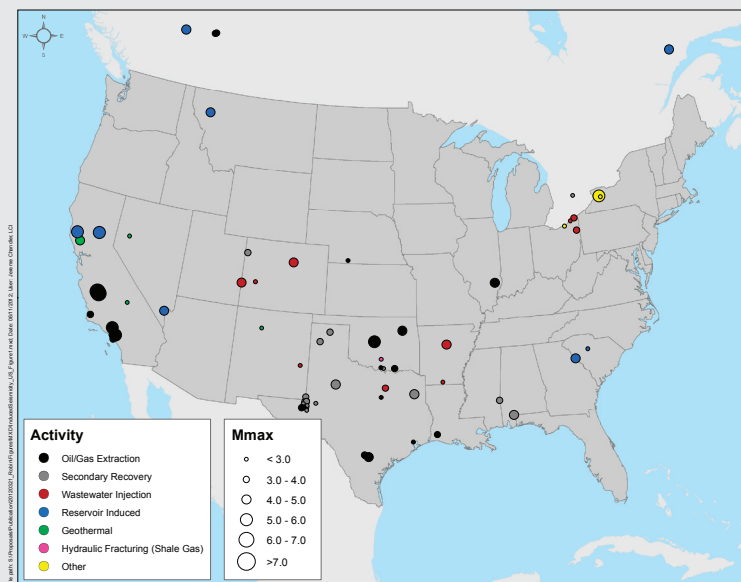 N
W E
S
Activity
Oil/Gas Extraction
Secondary Recovery
Wastewater Injection
Reservoir Induced
Geothermal
Hydraulic Fracturing (Shale Gas)
Other
Mmax
< 3.0
3.0 - 4.0
4.0 - 5.0
5.0 - 6.0
6.0 - 7.0
>7.0